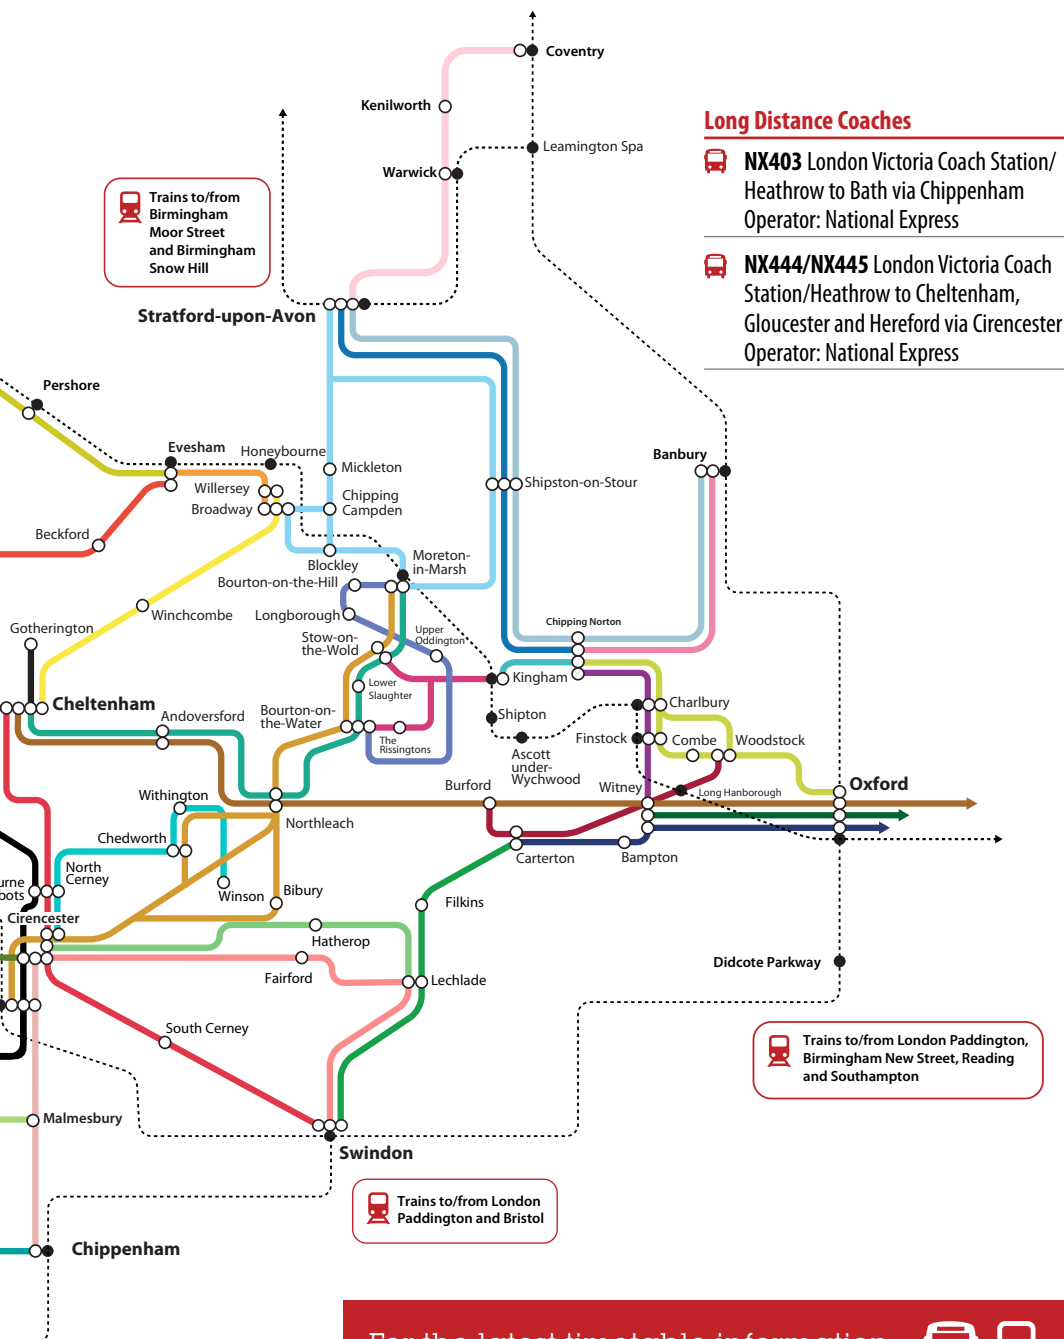 Coventry
Kenilworth
Long Distance Coaches
Leamington Spa
NX403 London Victoria Coach Station/
Heathrow to Bath via Chippenham
Operator: National Express
Warwick
Trains to/from
Birmingham
Moor Street
and Birmingham
Snow Hill
NX444/NX445 London Victoria Coach
Station/Heathrow to Cheltenham,
Gloucester and Hereford via Cirencester
Operator: National Express
Stratford-upon-Avon
Pershore
Evesham
Honeybourne
Banbury
Mickleton
Willersey
Shipston-on-Stour
Broadway
Chipping
Campden
Beckford
Blockley
Moreton-
in-Marsh
Bourton-on-the-Hill
Winchcombe
Longborough
Gotherington
Stow-on-
the-Wold
Upper
Oddington
Chipping Norton
Kingham
Lower
Slaughter
Cheltenham
Charlbury
Andoversford
Bourton-on-
the-Water
Shipton
The
Rissingtons
Finstock
Combe
Woodstock
Ascott
under-
Wychwood
Burford
Witney
Long Hanborough
Oxford
Withington
Northleach
Chedworth
Carterton
Bampton
North
Cerney
urne
bots
Winson
Bibury
Filkins
Cirencester
Hatherop
Fairford
Lechlade
Didcote Parkway
South Cerney
Trains to/from London Paddington,
Birmingham New Street, Reading
and Southampton
Malmesbury
Swindon
Trains to/from London
Paddington and Bristol
Chippenham
For the latest timetable information